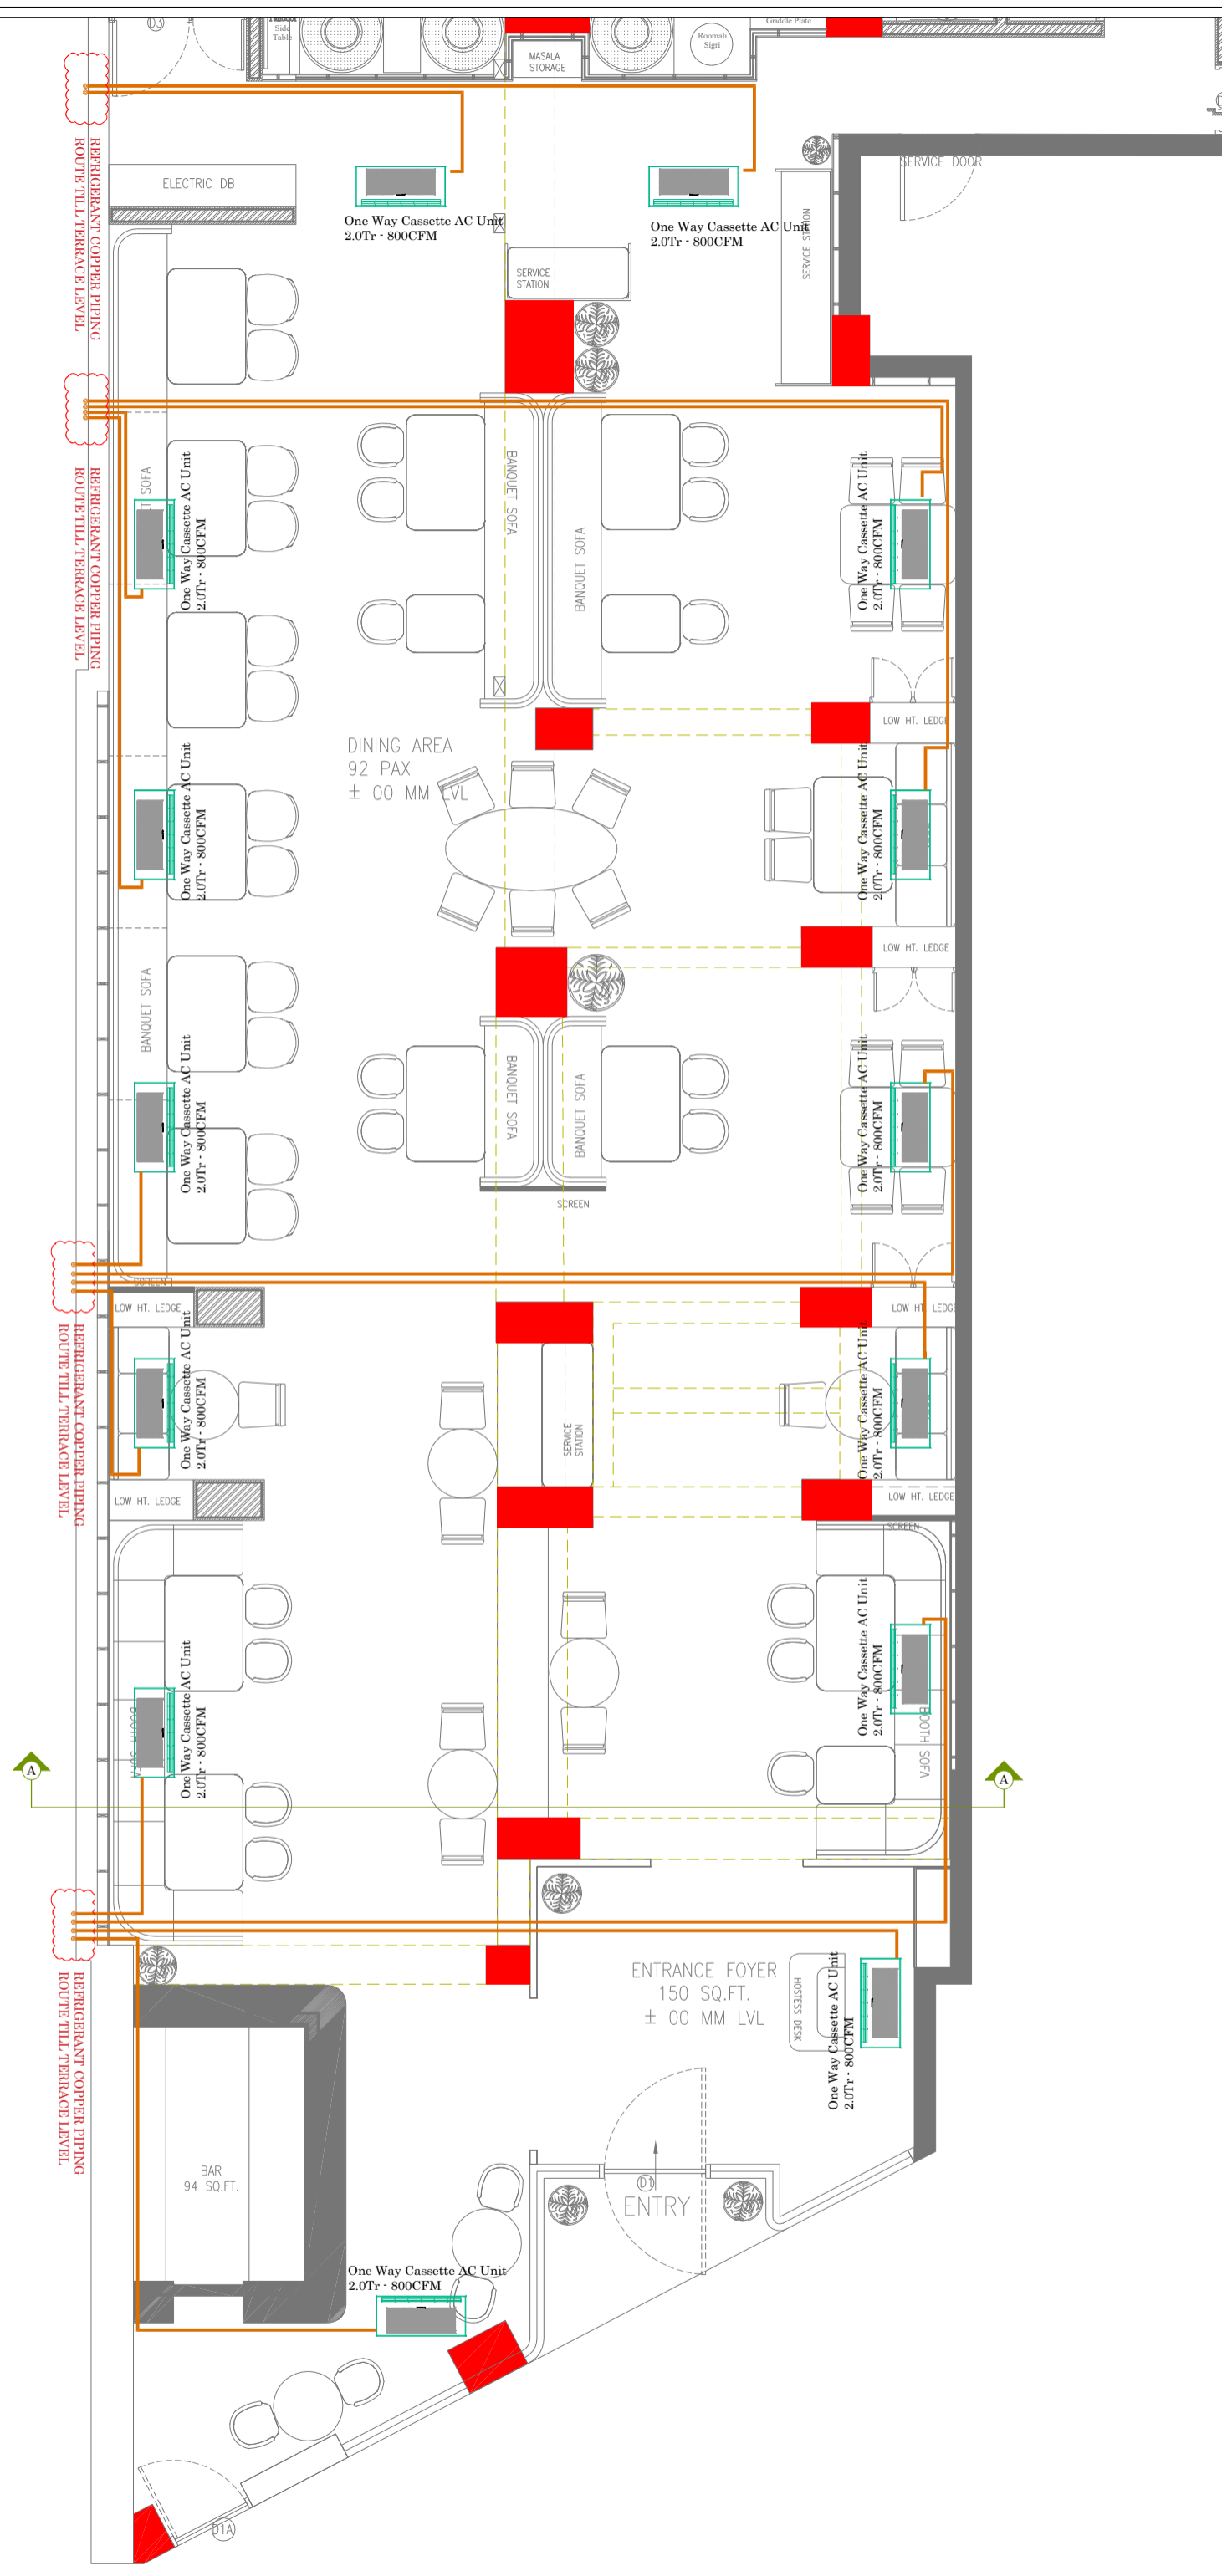 D3
Side
Table
MASALA
STORAGE
Roomali
Sigri
Griddle Plate
REFRIGERANT COPPER PIPING
ROUTE TILL TERRACE LEVEL
ELECTRIC DB
SERVICE DOOR
One Way Cassette AC Unit
2.0Tr - 800CFM
One Way Cassette AC Unit
2.0Tr - 800CFM
SERVICE STATION
SERVICE
STATION
REFRIGERANT COPPER PIPING
ROUTE TILL TERRACE LEVEL
One Way Cassette AC Unit
2.0Tr - 800CFM
BANQUET SOFA
BANQUET SOFA
One Way Cassette AC Unit
2.0Tr - 800CFM
LOW HT. LEDGE
DINING AREA
92 PAX
± 00 MM LVL
One Way Cassette AC Unit
2.0Tr - 800CFM
One Way Cassette AC Unit
2.0Tr - 800CFM
LOW HT. LEDGE
BANQUET SOFA
One Way Cassette AC Unit
2.0Tr - 800CFM
BANQUET SOFA
BANQUET SOFA
One Way Cassette AC Unit
2.0Tr - 800CFM
SCREEN
SCREEN
LOW HT. LEDGE
LOW HT. LEDGE
REFRIGERANT COPPER PIPING
ROUTE TILL TERRACE LEVEL
One Way Cassette AC Unit
2.0Tr - 800CFM
SERVICE
STATION
One Way Cassette AC Unit
2.0Tr - 800CFM
LOW HT. LEDGE
LOW HT. LEDGE
SCREEN
One Way Cassette AC Unit
2.0Tr - 800CFM
BOOTH SOFA
One Way Cassette AC Unit
2.0Tr - 800CFM
BOOTH SOFA
A
A
REFRIGERANT COPPER PIPING
ROUTE TILL TERRACE LEVEL
ENTRANCE FOYER
150 SQ.FT.
± 00 MM LVL
HOSTESS DESK
One Way Cassette AC Unit
2.0Tr - 800CFM
BAR
94 SQ.FT.
D1
ENTRY
One Way Cassette AC Unit
2.0Tr - 800CFM
D1A